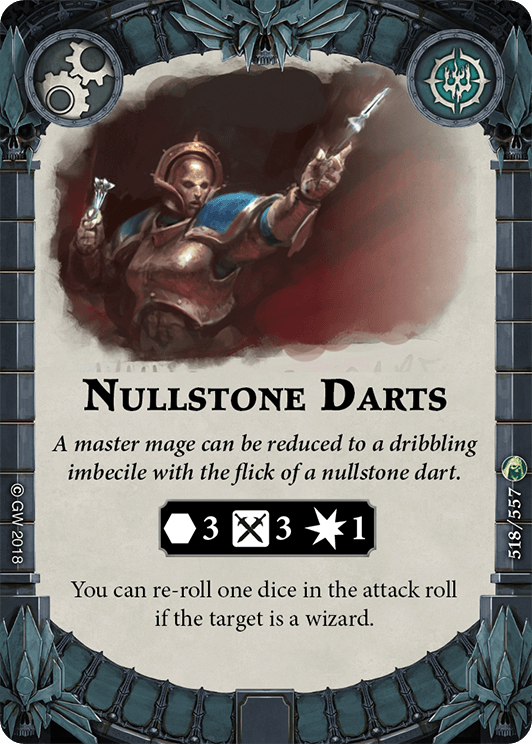 Nullstone Darts
A master mage can be reduced to a dribbling
imbecile with the flick of a nullstone dart.
3 3 1
You can re-roll one dice in the attack roll
if the target is a wizard.
© GW 2018
518/557